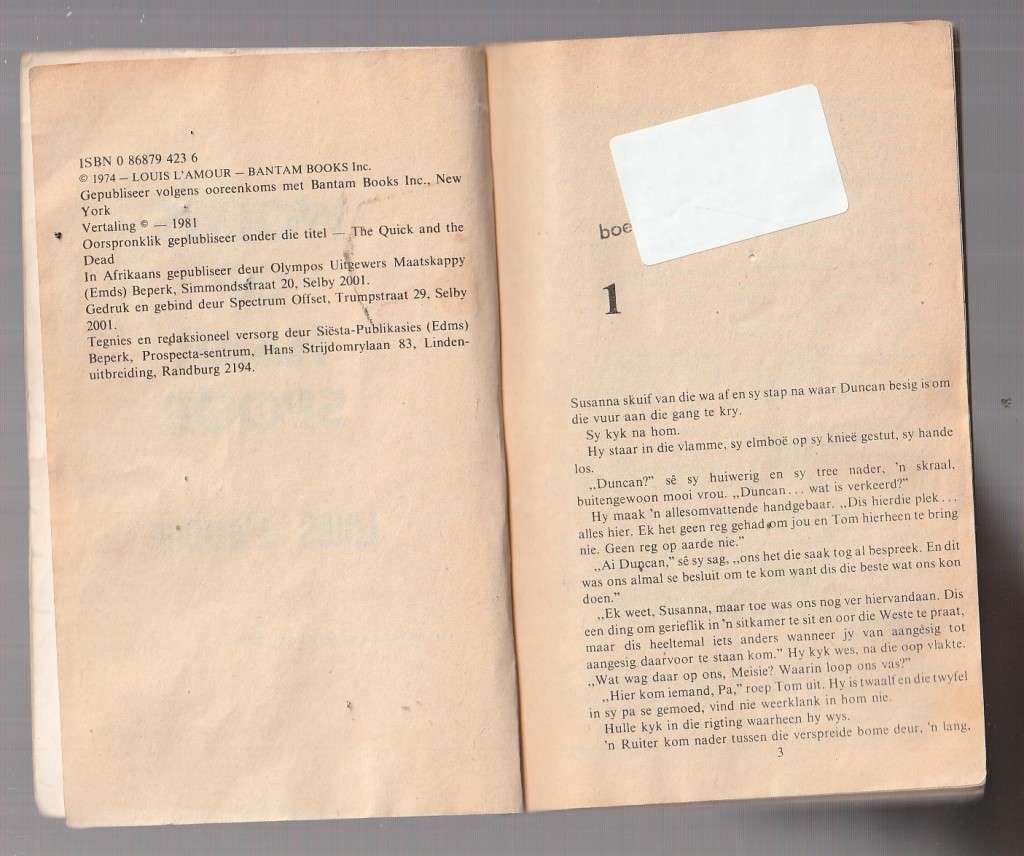 ISBN 0 86879 423 6
© 1974 — LOUIS L'AMOUR — BANTAM BOOKS Inc.
Gepubliseer volgens ooreenkoms met Bantam Books Inc., New
York
Vertaling © — 1981
Oorspronklik geplubliseer onder die titel — The Quick and the
Dead
In Afrikaans gepubliseer deur Olympos Uitgewers Maatskappy
(Emds) Beperk, Simmondsstraat 20, Selby 2001.
Gedruk en gebind deur Spectrum Offset, Trumpstraat 29, Selby
2001.
Tegnies en redaksioneel versorg deur Siësta-Publikasies (Edms)
Beperk, Prospecta-sentrum, Hans Strijdomrylaan 83, Linden-
uitbreiding, Randburg 2194.
boe
1
Susanna skuif van die wa af en sy stap na waar Duncan besig is om
die vuur aan die gang te kry.
Sy kyk na hom.
Hy staar in die vlamme, sy elmboë op sy knieë gestut, sy hande
los.
„Duncan?” sê sy huiwerig en sy tree nader, 'n skraal,
buitengewoon mooi vrou. „Duncan... wat is verkeerd?”
Hy maak 'n allesomvattende handgebaar. „Dis hierdie plek...
alles hier. Ek het geen reg gehad om jou en Tom hierheen te bring
nie. Geen reg op aarde nie.”
„Ai Duncan,” sê sy sag, „ons het die saak tog al bespreek. En dit
was ons almal se besluit om te kom want dis die beste wat ons kon
doen.”
„Ek weet, Susanna, maar toe was ons nog ver hiervandaan. Dis
een ding om gerieflik in 'n sitkamer te sit en oor die Weste te praat,
maar dis heeltemal iets anders wanneer jy van aangesig tot
aangesig daarvoor te staan kom.” Hy kyk wes, na die oop vlakte.
„Wat wag daar op ons, Meisie? Waarin loop ons vas?”
„Hier kom iemand, Pa,” roep Tom uit. Hy is twaalf en die twyfel
in sy pa se gemoed, vind nie weerklank in hom nie.
Hulle kyk in die rigting waarheen hy wys.
'n Ruiter kom nader tussen die verspreide bome deur, 'n lang,
3